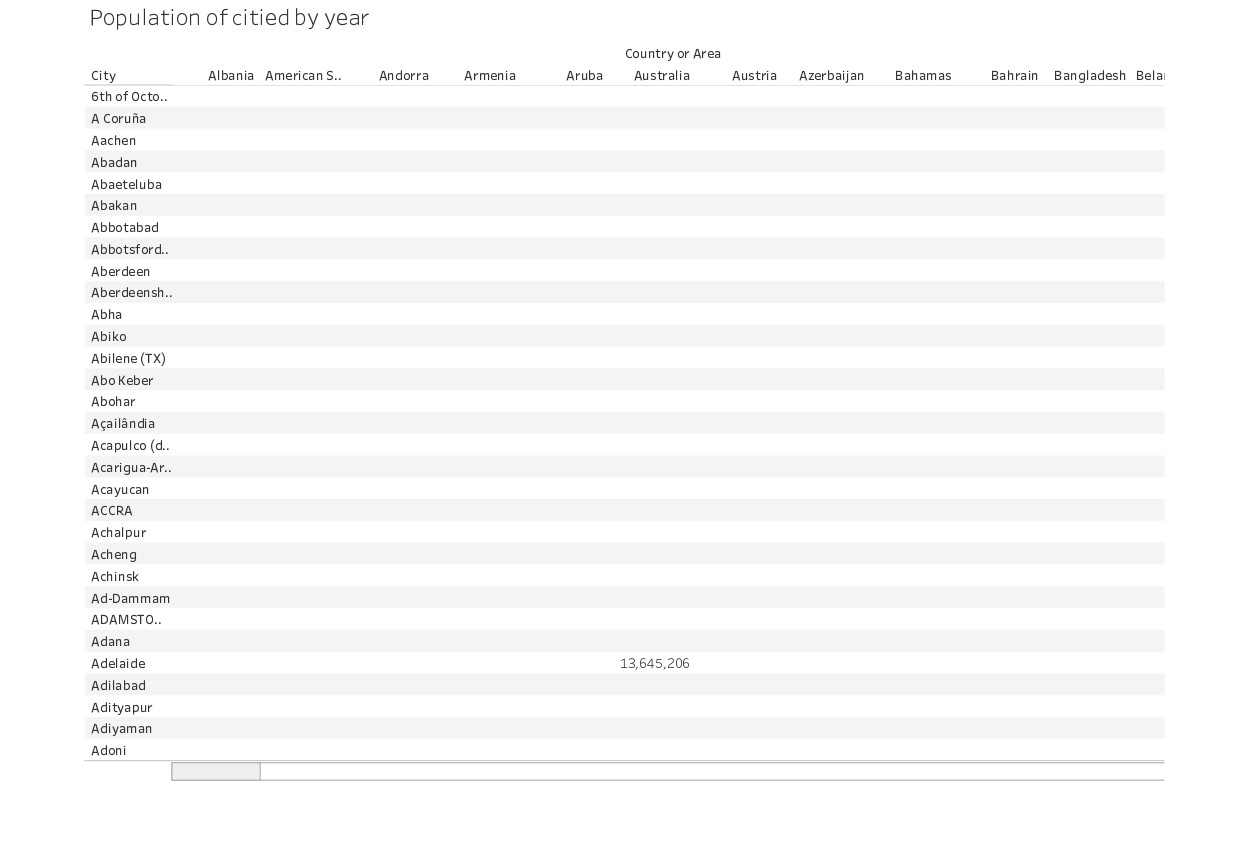 Population of citied by year
Country or Area
City Albania American S.. Andorra Armenia Aruba Australia Austria Azerbaijan Bahamas Bahrain Bangladesh Belar
6th of Octo..
A Coruña
Aachen
Abadan
Abaeteluba
Abakan
Abbotabad
Abbotsford..
Aberdeen
Aberdeensh..
Abha
Abiko
Abilene (TX)
Abo Keber
Abohar
Açailândia
Acapulco (d..
Acarigua-Ar..
Acayucan
ACCRA
Achalpur
Acheng
Achinsk
Ad-Dammam
ADAMSTO..
Adana
Adelaide 13,645,206
Adilabad
Adityapur
Adiyaman
Adoni